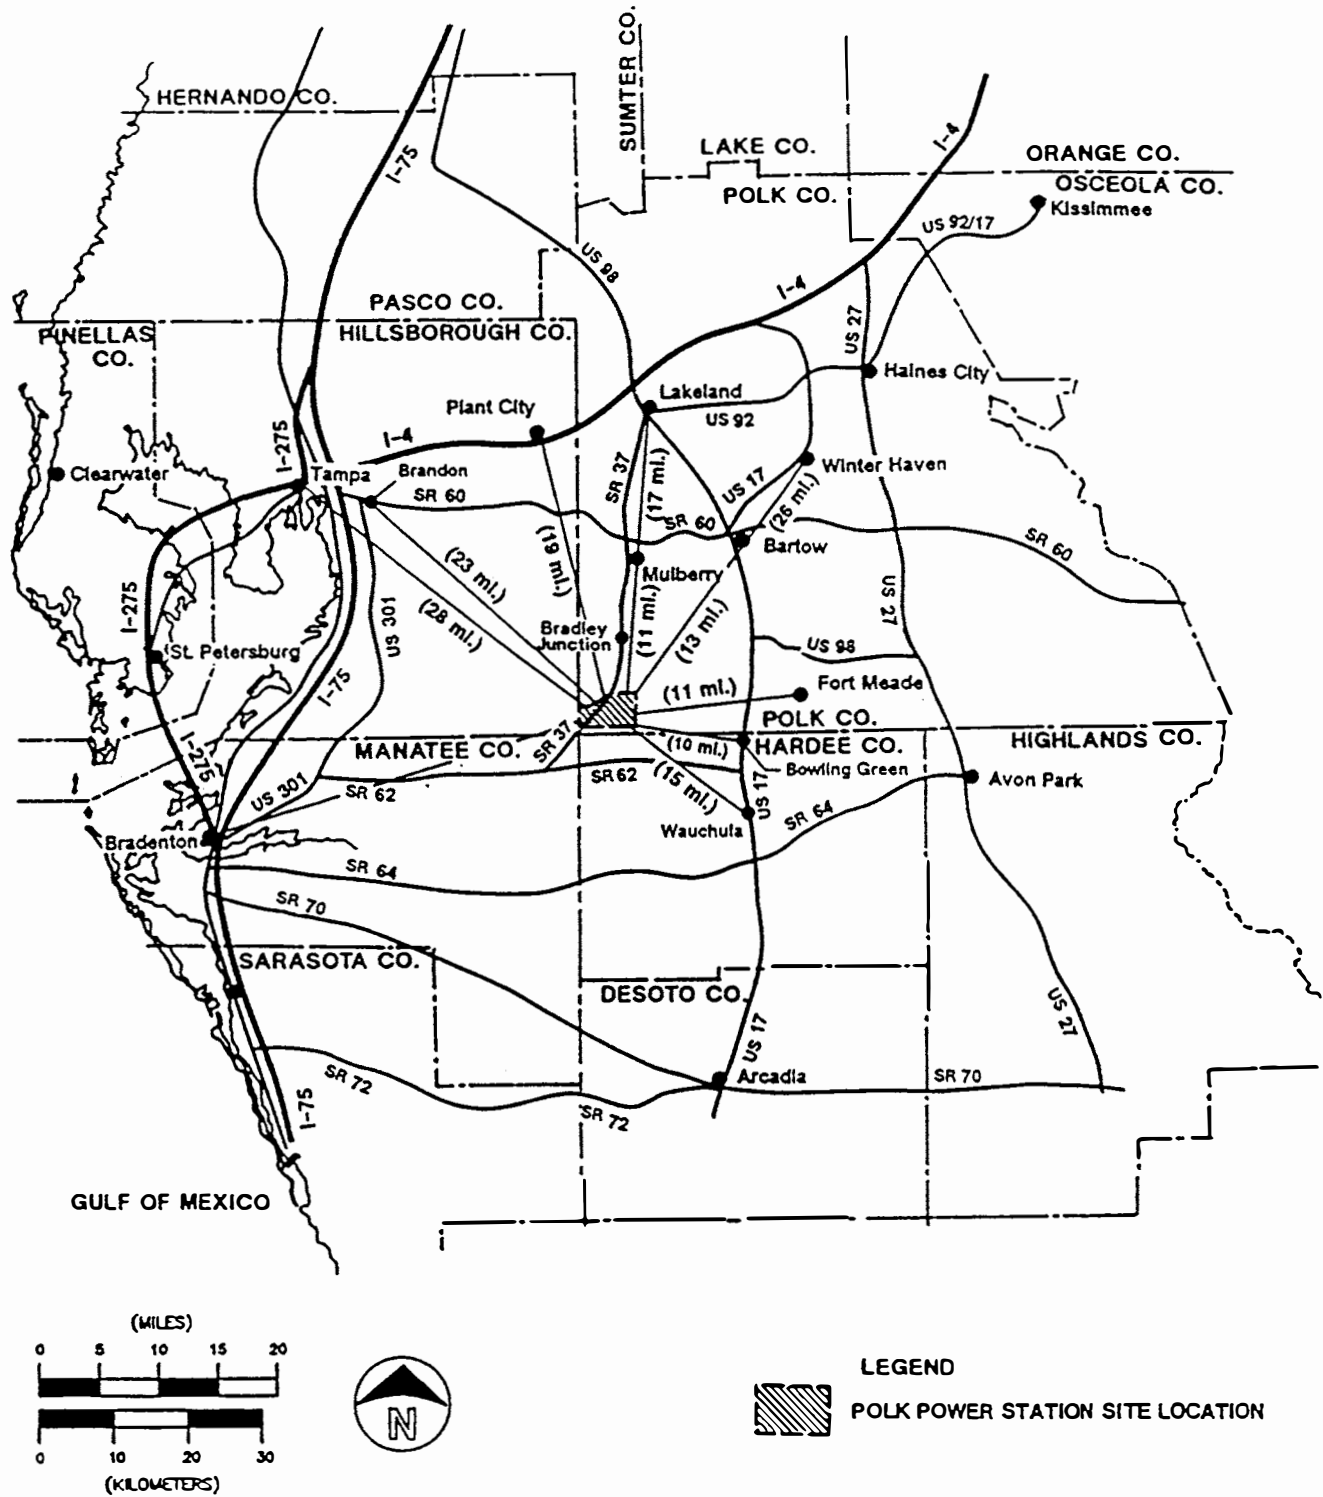 HERNANDO CO.
SUMTER CO.
I-75
I-4
LAKE CO.
POLK CO.
ORANGE CO.
OSCEOLA CO.
Kissimmee
US 92/17
US 98
I-4
PASCO CO.
HILLSBOROUGH CO.
PINELLAS
CO.
US 27
Haines City
Lakeland
US 92
Plant City
I-4
I-275
Clearwater
Tampa
Brandon
SR 60
SR 37
(17 mi.)
US 17
Winter Haven
(26 mi.)
SR 60
Bartow
SR 60
(19 mi.)
(23 mi.)
(28 mi.)
Mulberry
I-275
US 301
Bradley
Junction
(11 mi.)
(13 mi.)
US 27
US 98
St. Petersburg
I-75
(11 mi.)
Fort Meade
POLK CO.
MANATEE CO.
SR 37
(10 mi.)
HARDEE CO.
HIGHLANDS CO.
I-275
US 301
SR 62
SR 62
(15 mi.)
Bowling Green
US 17
Avon Park
Bradenton
Wauchula
SR 64
SR 64
SR 70
SARASOTA CO.
DESOTO CO.
US 17
US 27
SR 72
Arcadia
SR 70
SR 72
I-75
GULF OF MEXICO
(MILES)
0 5 10 15 20
0 10 20 30
(KILOMETERS)
N
LEGEND
POLK POWER STATION SITE LOCATION